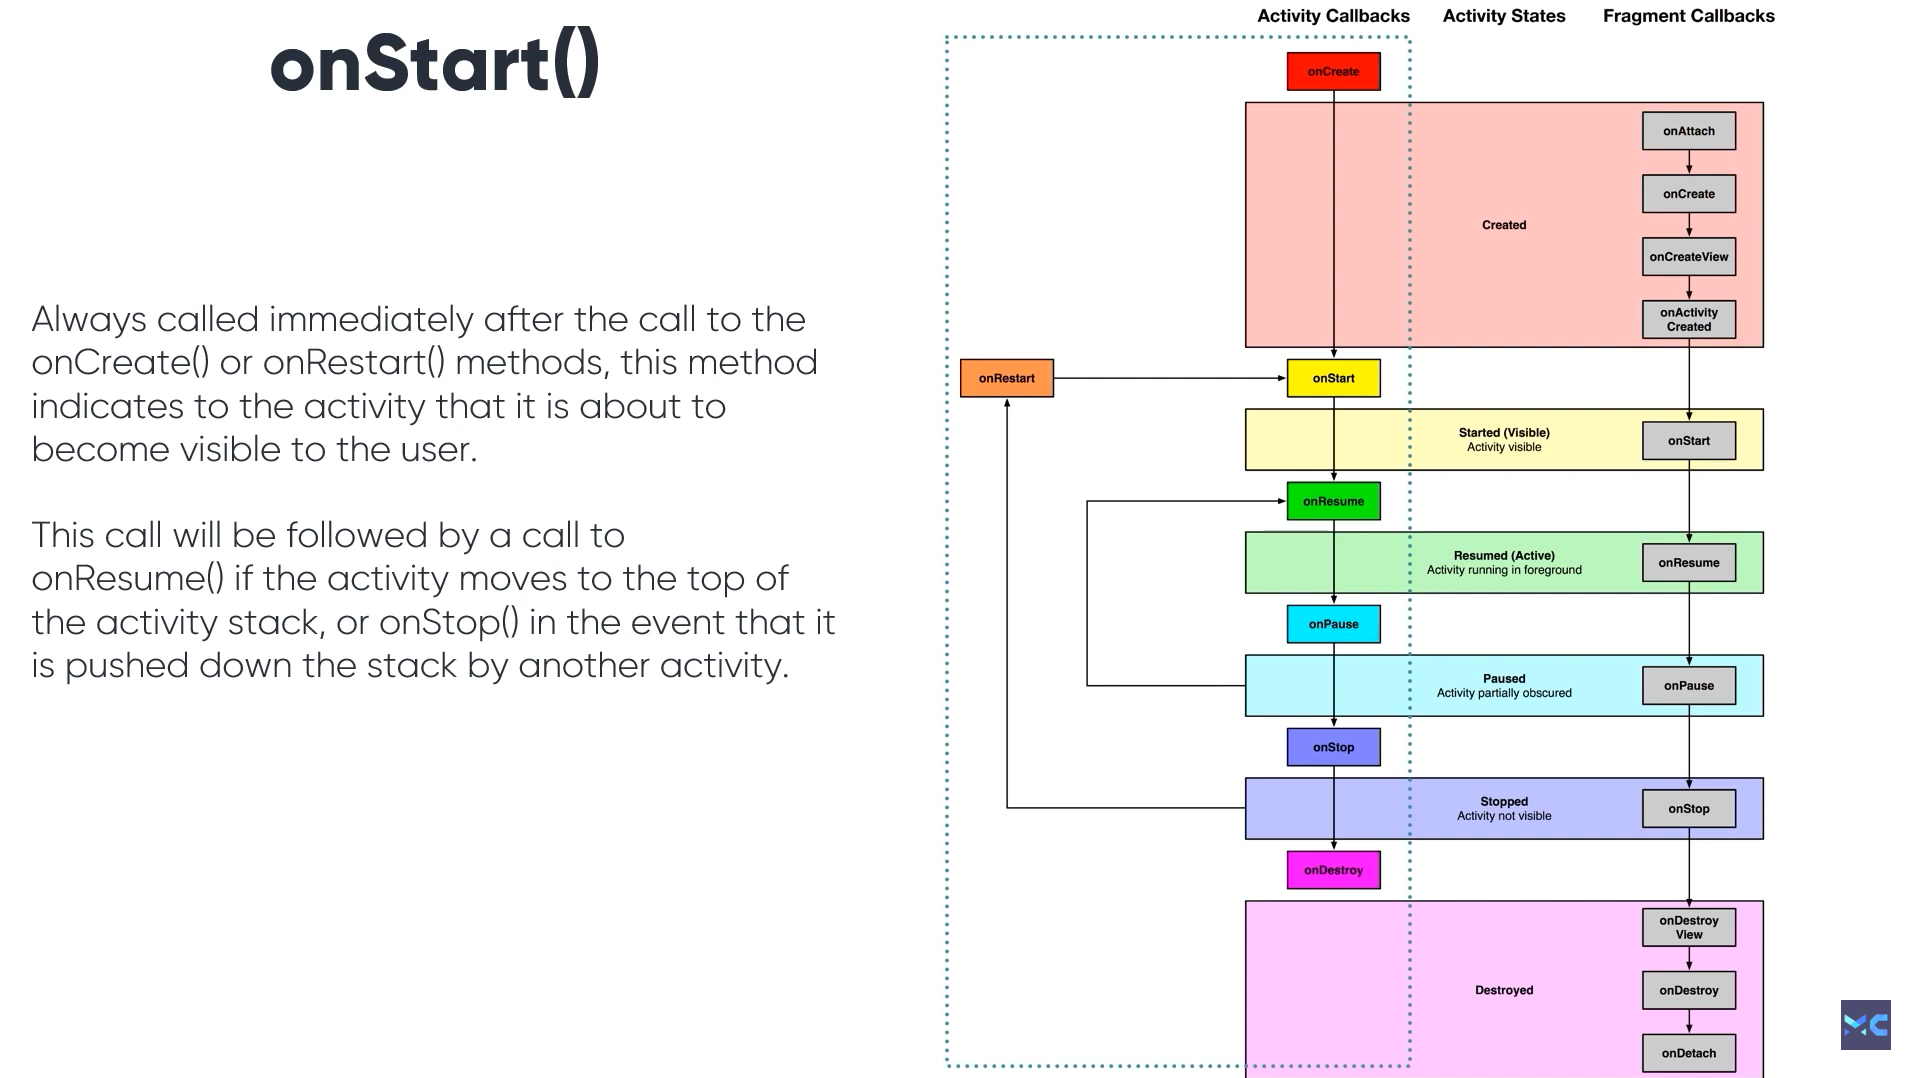 onStart()
Always called immediately after the call to the
onCreate() or onRestart() methods, this method
indicates to the activity that it is about to
become visible to the user.
This call will be followed by a call to
onResume() if the activity moves to the top of
the activity stack, or onStop() in the event that it
is pushed down the stack by another activity.
Activity Callbacks
Activity States
Fragment Callbacks
onCreate
onAttach
onCreate
Created
onCreateView
onActivity
Created
onRestart
onStart
Started (Visible)
Activity visible
onStart
onResume
Resumed (Active)
Activity running in foreground
onResume
onPause
Paused
Activity partially obscured
onPause
onStop
Stopped
Activity not visible
onStop
onDestroy
onDestroy
View
Destroyed
onDestroy
onDetach